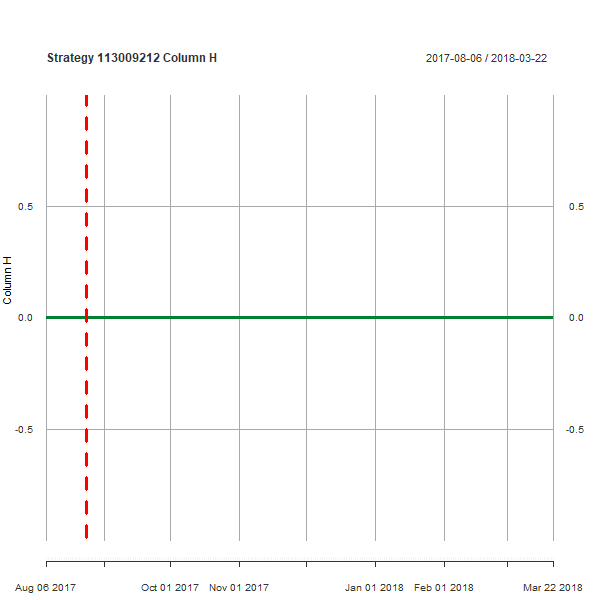 Strategy 113009212 Column H
2017-08-06 / 2018-03-22
0.5
0.5
Column H
0.0
0.0
-0.5
-0.5
Aug 06 2017
Oct 01 2017
Nov 01 2017
Jan 01 2018
Feb 01 2018
Mar 22 2018